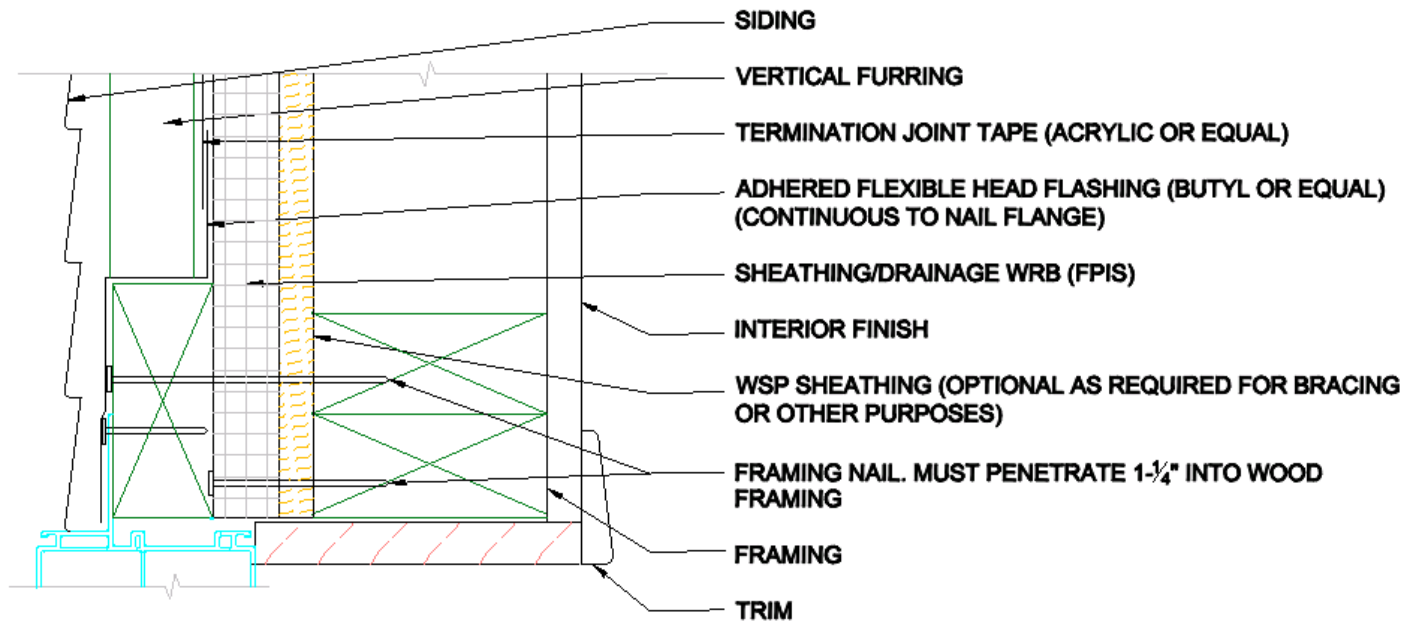 SIDING
VERTICAL FURRING
TERMINATION JOINT TAPE (ACRYLIC OR EQUAL)
ADHERED FLEXIBLE HEAD FLASHING (BUTYL OR EQUAL)
(CONTINUOUS TO NAIL FLANGE)
SHEATHING/DRAINAGE WRB (FPIS)
INTERIOR FINISH
WSP SHEATHING (OPTIONAL AS REQUIRED FOR BRACING
OR OTHER PURPOSES)
FRAMING NAIL. MUST PENETRATE 1-¼" INTO WOOD
FRAMING
FRAMING
TRIM